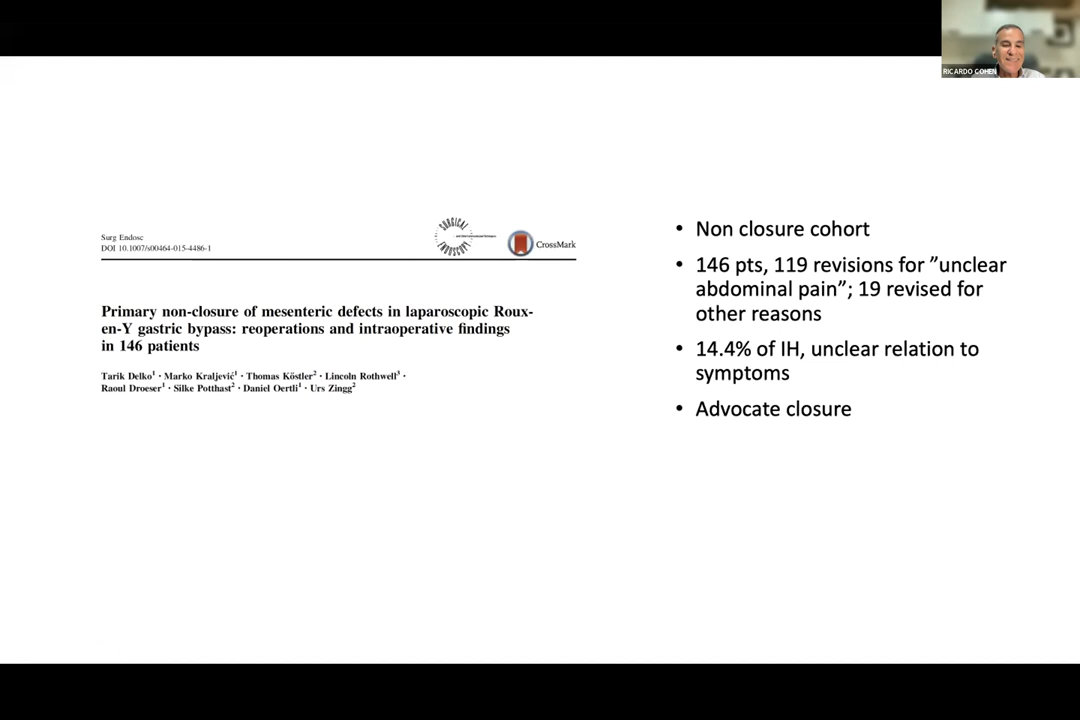 RICARDO COHEN
Surg Endosc
DOI 10.1007/s00464-015-4486-1
SURGICAL
ENDOSCOPY
CrossMark
Primary non-closure of mesenteric defects in laparoscopic Roux-
en-Y gastric bypass: reoperations and intraoperative findings
in 146 patients
Tarik Delko1 · Marko Kraljević1 · Thomas Köstler2 · Lincoln Rothwell3 ·
Raoul Droeser1 · Silke Potthast2 · Daniel Oertli1 · Urs Zingg2
• Non closure cohort
• 146 pts, 119 revisions for ”unclear
abdominal pain”; 19 revised for
other reasons
• 14.4% of IH, unclear relation to
symptoms
• Advocate closure